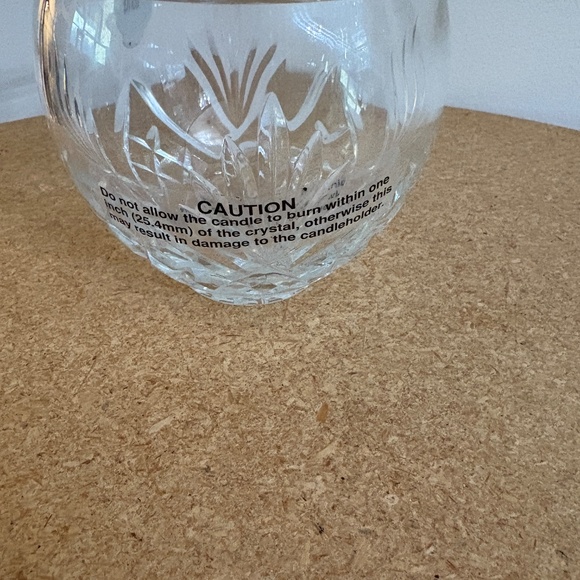 CAUTION
Do not allow the candle to burn within one
inch (25.4mm) of the crystal, otherwise this
may result in damage to the candleholder.